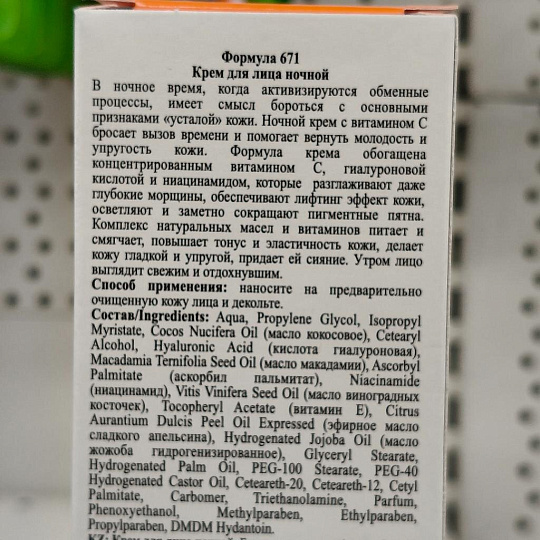 Формула 671
Крем для лица ночной
В ночное время, когда активизируются обменные
процессы, имеет смысл бороться с основными
признаками «усталой» кожи. Ночной крем с витамином С
бросает вызов времени и помогает вернуть молодость и
упругость кожи. Формула крема обогащена
концентрированным витамином С, гиалуроновой
кислотой и ниацинамидом, которые разглаживают даже
глубокие морщины, обеспечивают лифтинг эффект кожи,
осветляют и заметно сокращают пигментные пятна.
Комплекс натуральных масел и витаминов питает и
смягчает, повышает тонус и эластичность кожи, делает
кожу гладкой и упругой, придает ей сияние. Утром лицо
выглядит свежим и отдохнувшим.
Способ применения: наносите на предварительно
очищенную кожу лица и декольте.
Состав/Ingredients: Aqua, Propylene Glycol, Isopropyl
Myristate, Cocos Nucifera Oil (масло кокосовое), Cetearyl
Alcohol, Hyaluronic Acid (кислота гиалуроновая),
Macadamia Ternifolia Seed Oil (масло макадамии), Ascorbyl
Palmitate (аскорбил пальмитат), Niacinamide
(ниацинамид), Vitis Vinifera Seed Oil (масло виноградных
косточек), Tocopheryl Acetate (витамин Е), Citrus
Aurantium Dulcis Peel Oil Expressed (эфирное масло
сладкого апельсина), Hydrogenated Jojoba Oil (масло
жожоба гидрогенизированное), Glyceryl Stearate,
Hydrogenated Palm Oil, PEG-100 Stearate, PEG-40
Hydrogenated Castor Oil, Ceteareth-20, Ceteareth-12, Cetyl
Palmitate, Carbomer, Triethanolamine, Parfum,
Phenoxyethanol, Methylparaben, Ethylparaben,
Propylparaben, DMDM Hydantoin.
KZ: Крем для лица